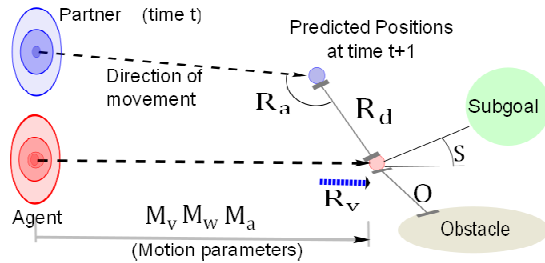 Partner (time t)
Predicted Positions
at time t+1
Direction of
movement
Ra
Rd
Subgoal
S
Rv
O
Agent
Mv Mw Ma
(Motion parameters)
Obstacle